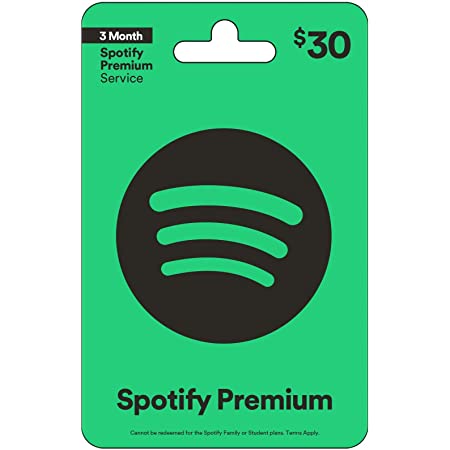 3 Month
Spotify
Premium
Service
$30
Spotify Premium
Cannot be redeemed for the Spotify Family or Student plans. Terms Apply.